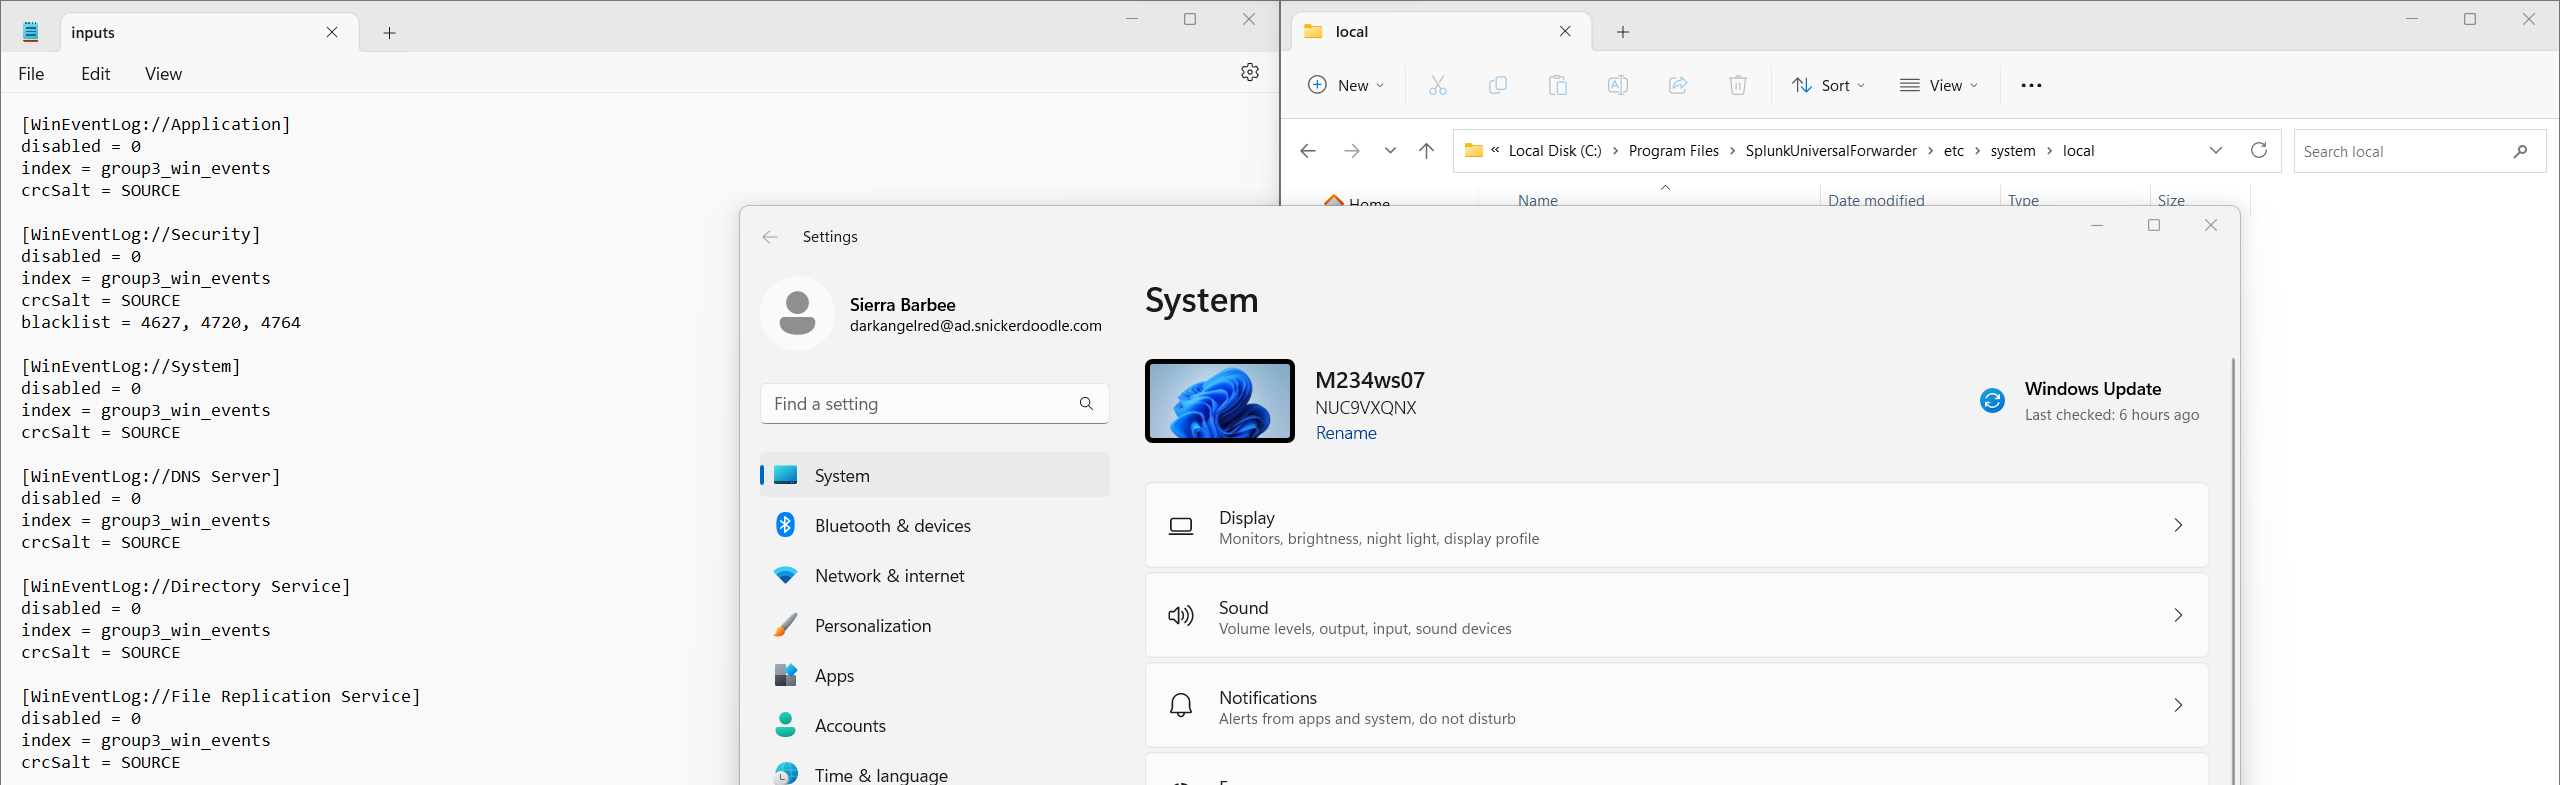 inputs
File Edit View
[WinEventLog://Application]
disabled = 0
index = group3_win_events
crcSalt = SOURCE
[WinEventLog://Security]
disabled = 0
index = group3_win_events
crcSalt = SOURCE
blacklist = 4627, 4720, 4764
[WinEventLog://System]
disabled = 0
index = group3_win_events
crcSalt = SOURCE
[WinEventLog://DNS Server]
disabled = 0
index = group3_win_events
crcSalt = SOURCE
[WinEventLog://Directory Service]
disabled = 0
index = group3_win_events
crcSalt = SOURCE
[WinEventLog://File Replication Service]
disabled = 0
index = group3_win_events
crcSalt = SOURCE
local
New Sort View
« Local Disk (C:) › Program Files › SplunkUniversalForwarder › etc › system › local
Search local
Home
Name Date modified Type Size
Settings
Sierra Barbee
darkangelred@ad.snickerdoodle.com
Find a setting
System
Bluetooth & devices
Network & internet
Personalization
Apps
Accounts
Time & language
System
M234ws07
NUC9VXQNX
Rename
Windows Update
Last checked: 6 hours ago
Display
Monitors, brightness, night light, display profile
Sound
Volume levels, output, input, sound devices
Notifications
Alerts from apps and system, do not disturb